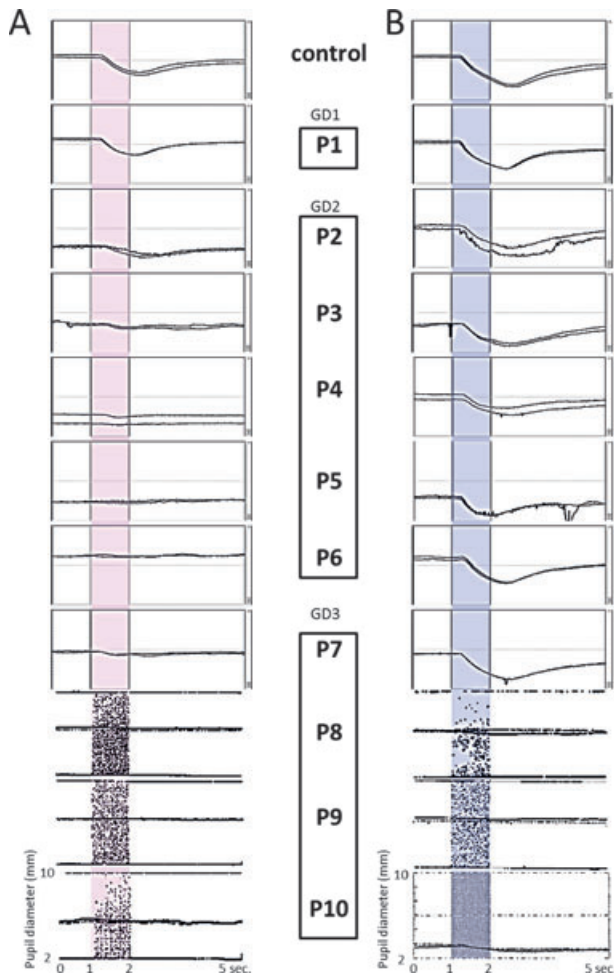 A
B
control
GD1
P1
GD2
P2
P3
P4
P5
P6
GD3
P7
P8
P9
P10
Pupil diameter (mm)
10
2
0 1 2 5 sec.
Pupil diameter (mm)
10
2
0 1 2 5 sec.